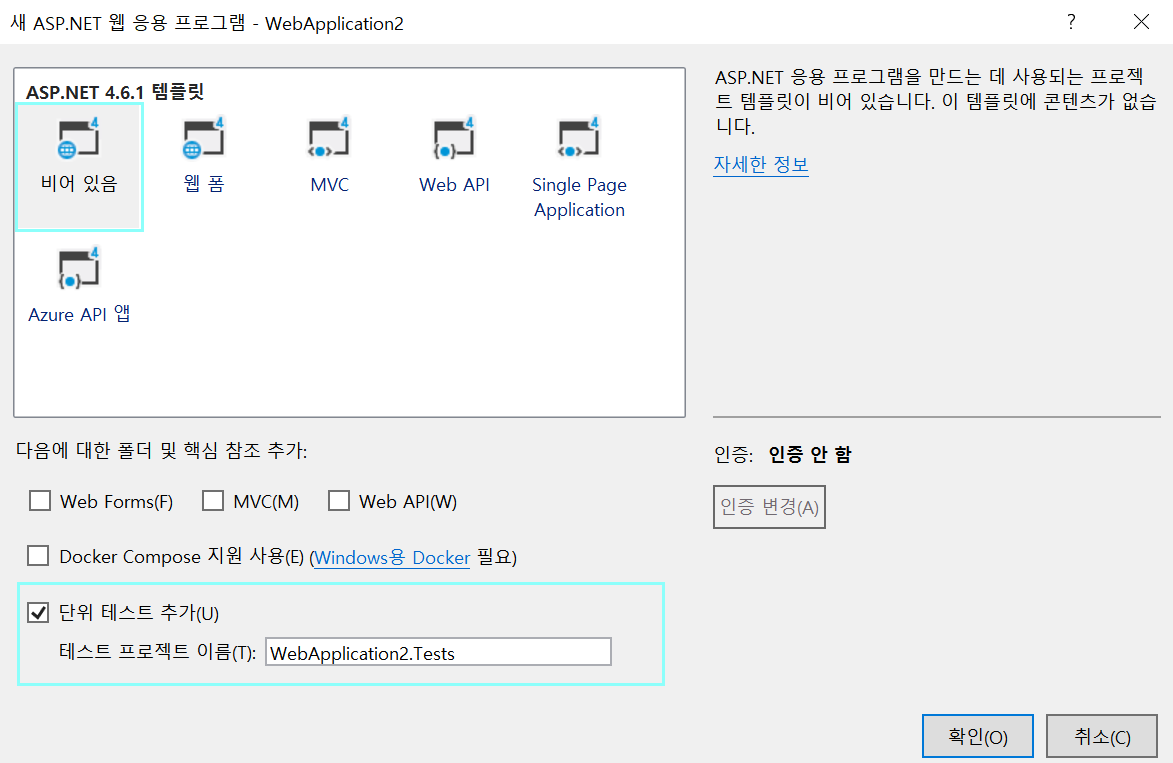 새 ASP.NET 웹 응용 프로그램 - WebApplication2
?
ASP.NET 4.6.1 템플릿
비어 있음
웹 폼
MVC
Web API
Single Page
Application
Azure API 앱
ASP.NET 응용 프로그램을 만드는 데 사용되는 프로젝
트 템플릿이 비어 있습니다. 이 템플릿에 콘텐츠가 없습
니다.
자세한 정보
다음에 대한 폴더 및 핵심 참조 추가:
Web Forms(F)
MVC(M)
Web API(W)
Docker Compose 지원 사용(E) (Windows용 Docker 필요)
단위 테스트 추가(U)
테스트 프로젝트 이름(T): WebApplication2.Tests
인증: 인증 안 함
인증 변경(A)
확인(O)
취소(C)